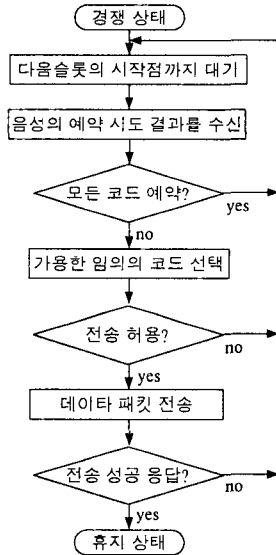 경쟁 상태
다음슬롯의 시작점까지 대기
음성의 예약 시도 결과를 수신
모든 코드 예약?
yes
no
가용한 임의의 코드 선택
전송 허용?
no
yes
데이타 패킷 전송
전송 성공 응답?
no
yes
휴지 상태